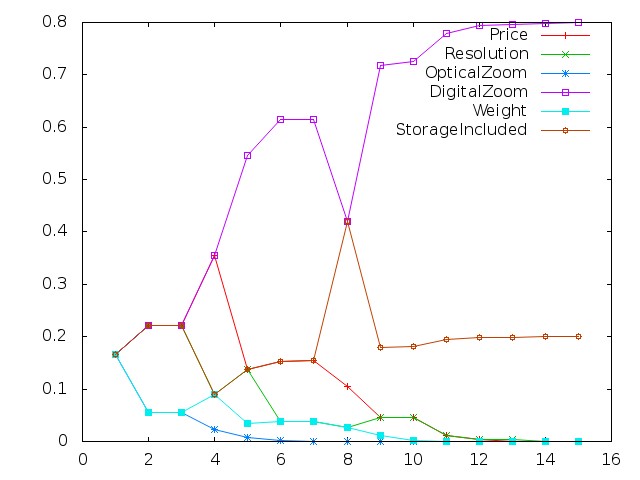 0.8
0.7
0.6
0.5
0.4
0.3
0.2
0.1
0
0 2 4 6 8 10 12 14 16
Price
Resolution
OpticalZoom
DigitalZoom
Weight
StorageIncluded